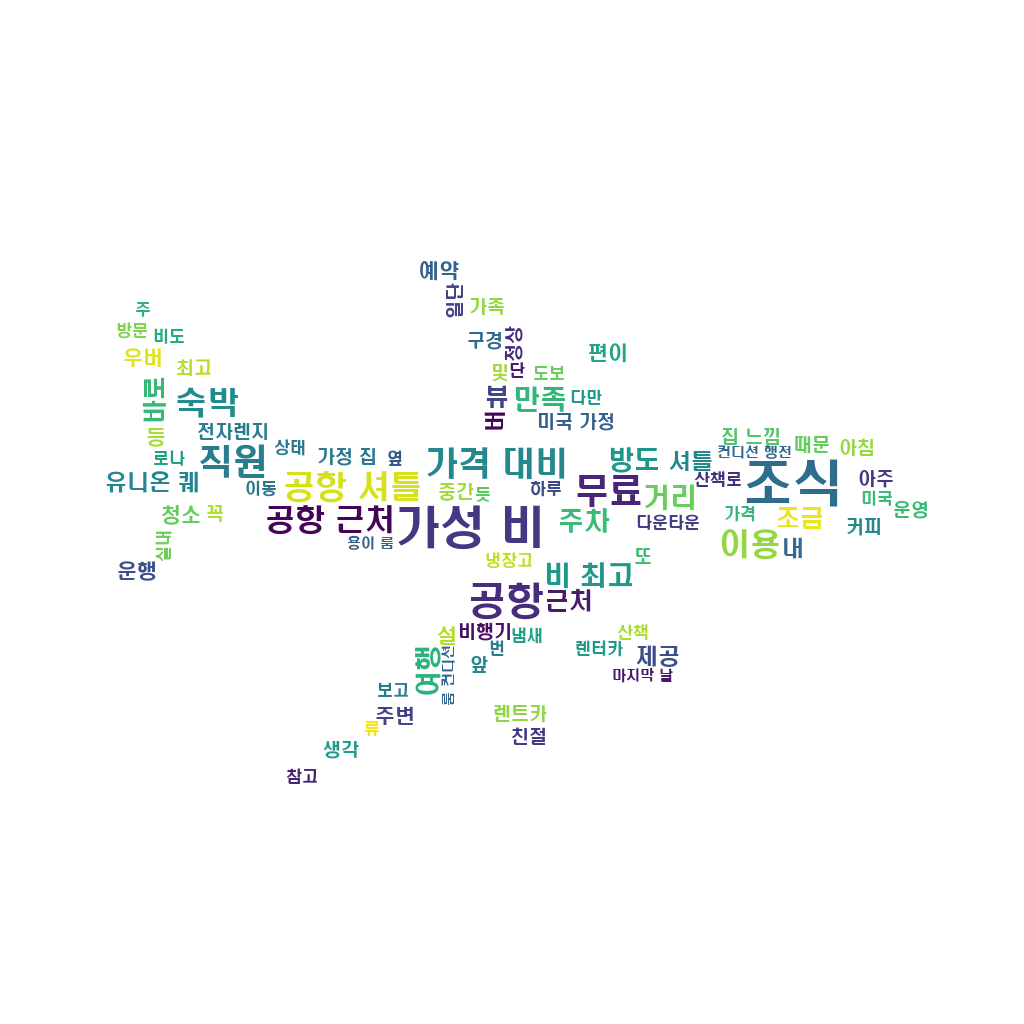 예약
일단
가족
주
방문
비도
구경
정상
우버
최고
편이
및
단
도보
바로
숙박
뷰
만족
다만
버
미국 가정
등
전자렌지
집 느낌
때문
아침
로나
직원
상태
가정 집
옆
가격 대비
방도
셔틀
컨디션 행전
조식
유니온 퀘
이동
공항 셔틀
중간
듯
하루
무료
거리
산책로
아주
미국
청소
꼭
공항 근처
가성 비
주차
다운타운
가격
조금
커피
운영
실내
용이 룸
이용
내
운행
냉장고
비 최고
또
공항
근처
설
비행기
냄새
산책
여행
룸 컨디션
앞
번
렌터카
제공
마지막 날
보고
주변
류
렌트카
친절
생각
참고